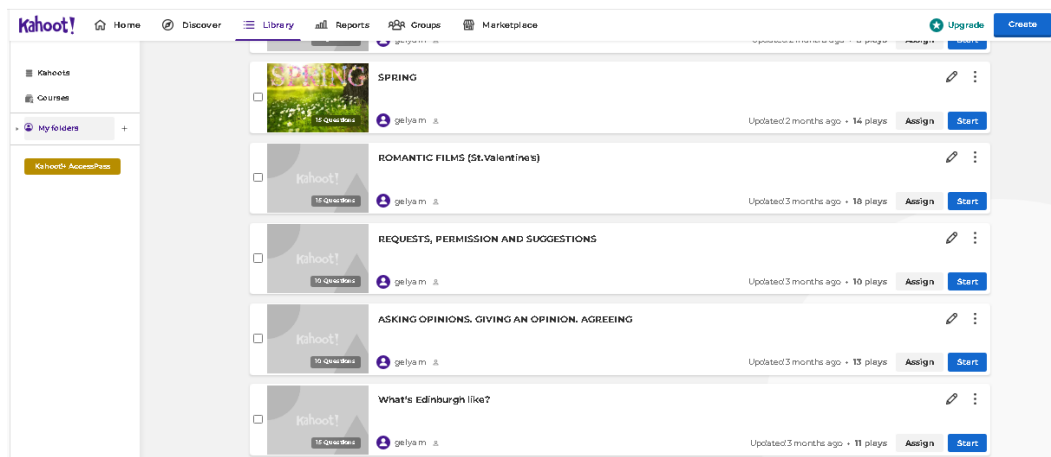 Kahoot!
Home
Discover
Library
Reports
Groups
Marketplace
Upgrade
Create
Kahoots
Courses
My folders
+
Kahoot!+ AccessPass
gelyam
Assign
Start
SPRING
15 Questions
SPRING
gelyam
Updated 2 months ago • 14 plays
Assign
Start
Kahoot!
15 Questions
ROMANTIC FILMS (St.Valentine's)
gelyam
Updated 3 months ago • 18 plays
Assign
Start
Kahoot!
10 Questions
REQUESTS, PERMISSION AND SUGGESTIONS
gelyam
Updated 3 months ago • 10 plays
Assign
Start
Kahoot!
10 Questions
ASKING OPINIONS. GIVING AN OPINION. AGREEING
gelyam
Updated 3 months ago • 13 plays
Assign
Start
Kahoot!
15 Questions
What's Edinburgh like?
gelyam
Updated 3 months ago • 11 plays
Assign
Start